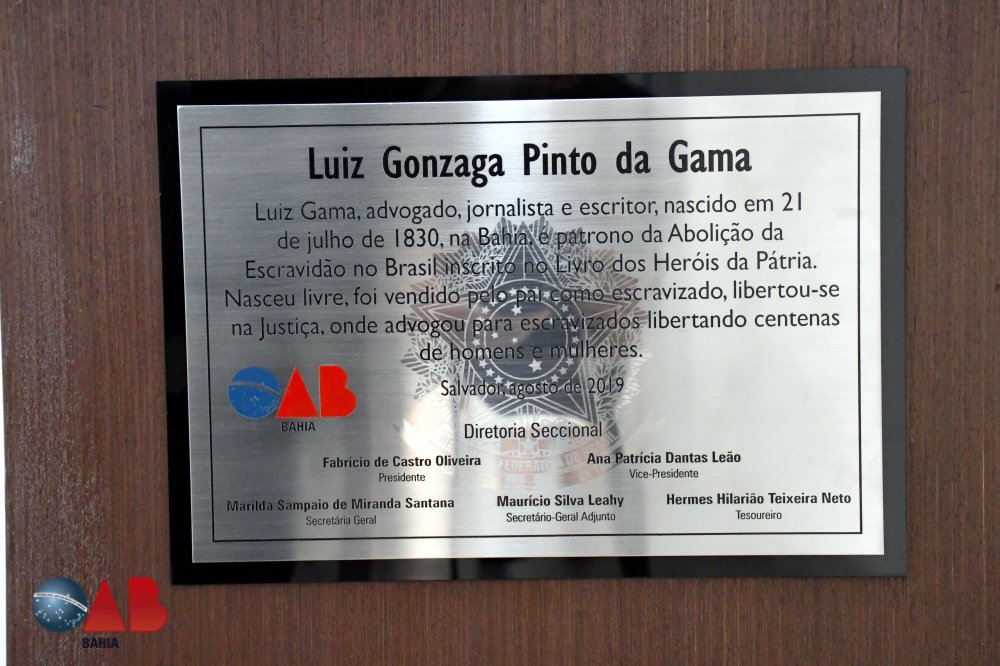 Luiz Gonzaga Pinto da Gama
Luiz Gama, advogado, jornalista e escritor, nascido em 21
de julho de 1830, na Bahia, é patrono da Abolição da
Escravidão no Brasil inscrito no Livro dos Heróis da Pátria.
Nasceu livre, foi vendido pelo pai como escravizado, libertou-se
na Justiça, onde advogou para escravizados libertando centenas
de homens e mulheres.
Salvador, agosto de 2019
OAB
BAHIA
Diretoria Seccional
Fabrício de Castro Oliveira
Presidente
Ana Patrícia Dantas Leão
Vice-Presidente
Marilda Sampaio de Miranda Santana
Secretária Geral
Maurício Silva Leahy
Secretário-Geral Adjunto
Hermes Hilarião Teixeira Neto
Tesoureiro
FEDERATIVA DO
OAB
BAHIA